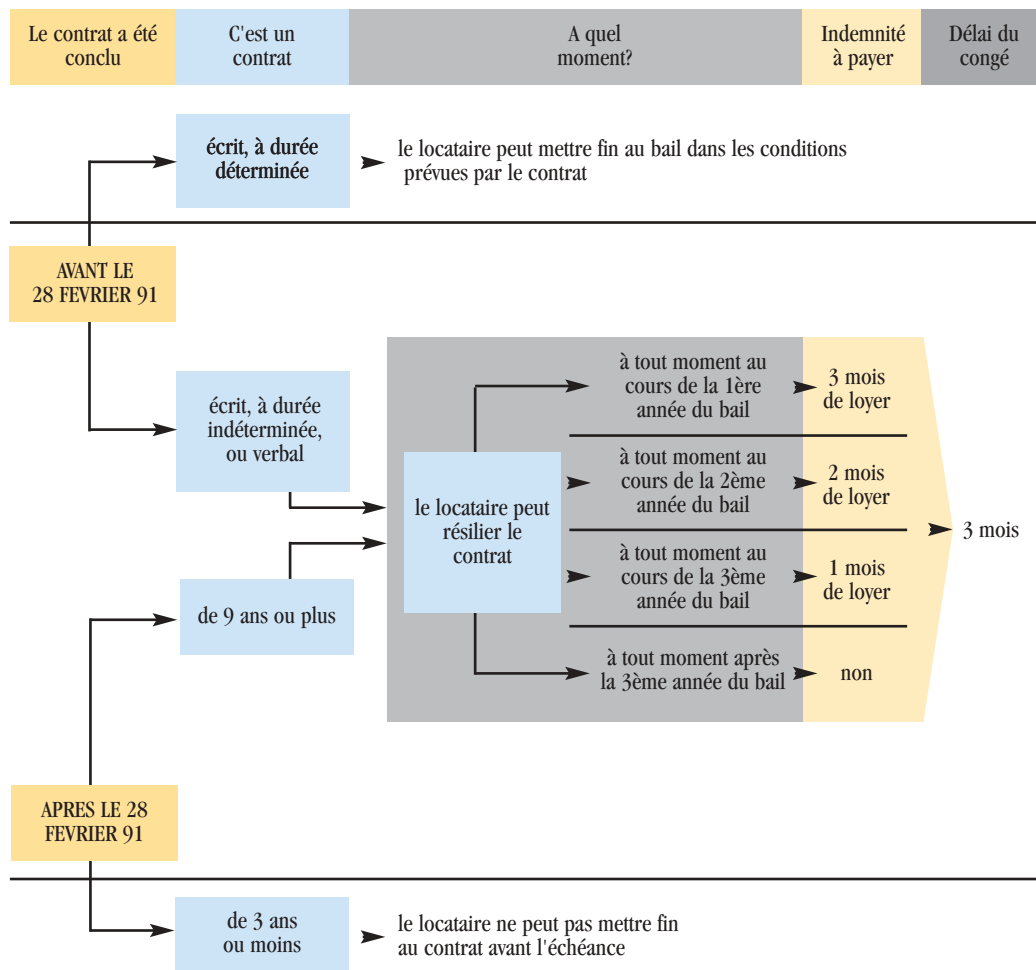 Le contrat a été
conclu
C'est un
contrat
A quel
moment?
Indemnité
à payer
Délai du
congé
écrit, à durée
déterminée
le locataire peut mettre fin au bail dans les conditions
prévues par le contrat
AVANT LE
28 FEVRIER 91
écrit, à durée
indéterminée,
ou verbal
de 9 ans ou plus
le locataire peut
résilier le
contrat
à tout moment au
cours de la 1ère
année du bail
3 mois
de loyer
à tout moment au
cours de la 2ème
année du bail
2 mois
de loyer
à tout moment au
cours de la 3ème
année du bail
1 mois
de loyer
à tout moment après
la 3ème année du bail
non
3 mois
APRES LE 28
FEVRIER 91
de 3 ans
ou moins
le locataire ne peut pas mettre fin
au contrat avant l'échéance